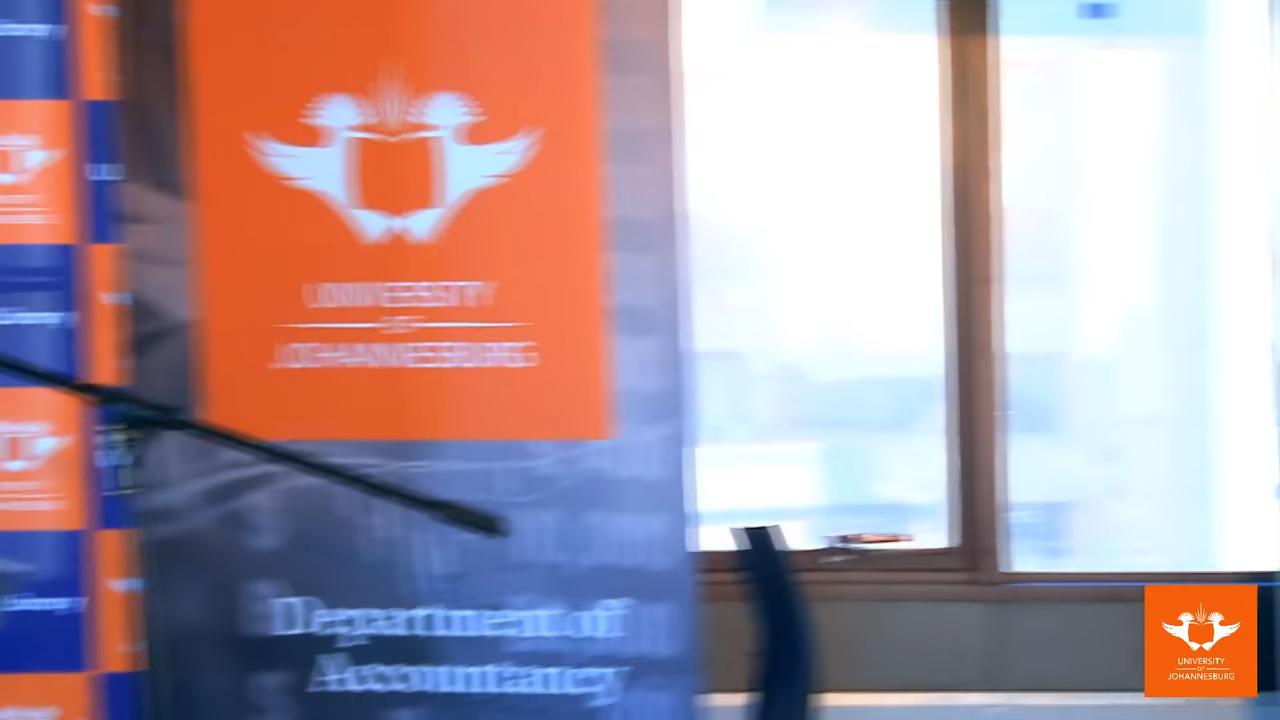 UNIVERSITY
OF
JOHANNESBURG
Department of
Accountancy
UNIVERSITY
OF
JOHANNESBURG